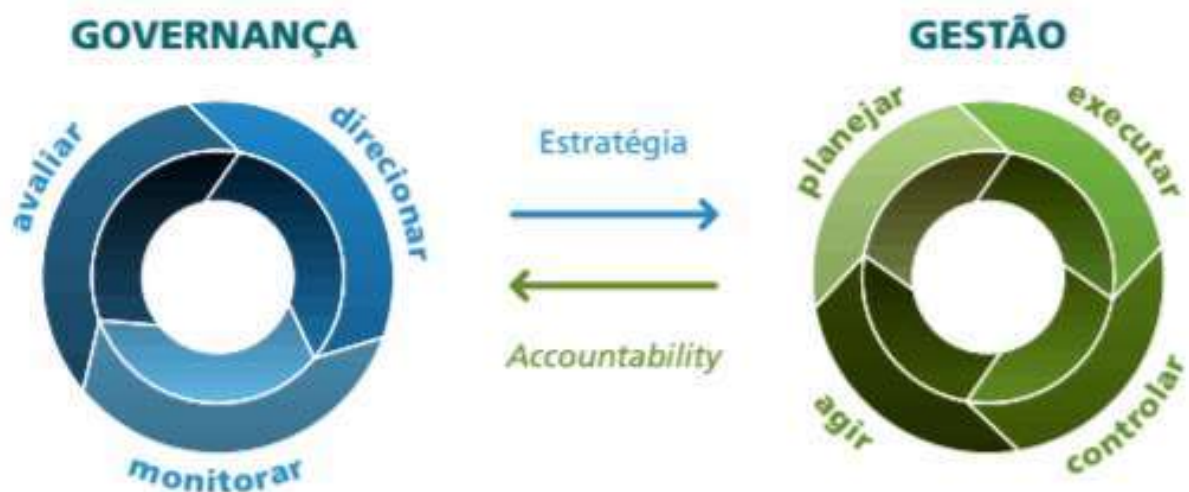 GOVERNANÇA
avaliar
direcionar
monitorar
Estratégia
Accountability
GESTÃO
planejar
executar
agir
controlar